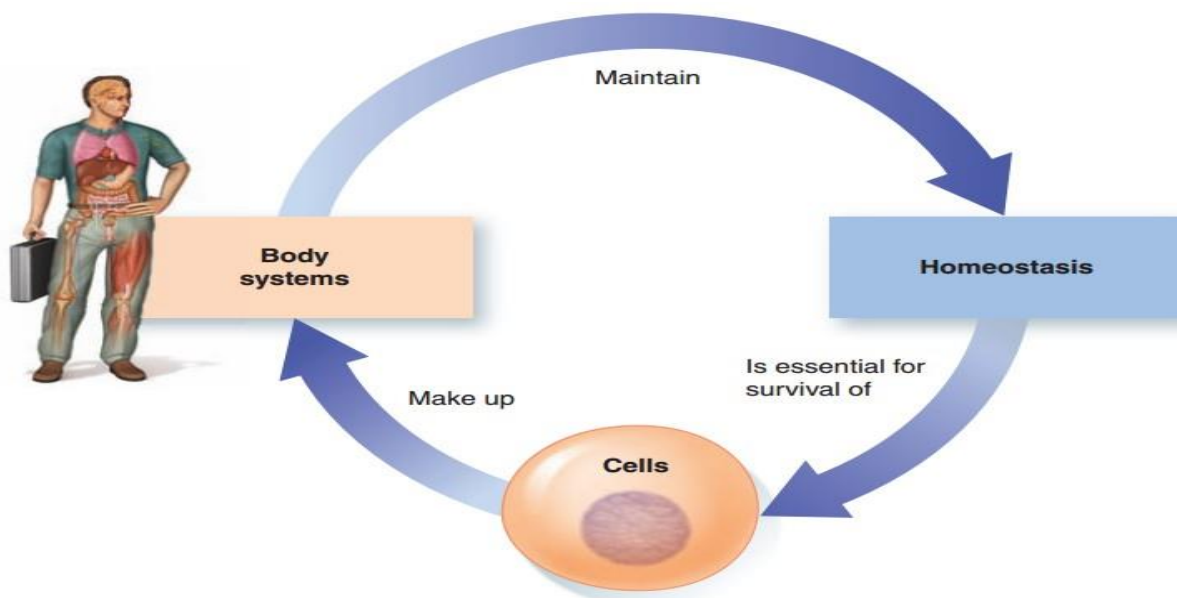 Maintain
Body
systems
Homeostasis
Is essential for
survival of
Make up
Cells